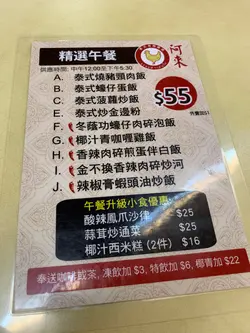 精選午餐
阿來
供應時間: 中午12:00至下午5:30
A. 泰式燒豬頸肉飯
B. 泰式蠔仔蛋飯
C. 泰式菠蘿炒飯
E. 泰式炒金邊粉
F. 冬蔭功蠔仔肉碎泡飯
G. 椰汁青咖喱雞飯
H. 香辣肉碎煎蛋伴白飯
I. 金不換香辣肉碎炒河
J. 辣椒膏蝦頭油炒飯
$55
外賣加$1
午餐升級小食優惠:
酸辣鳳爪沙律 $25
蒜茸炒通菜 $25
椰汁西米糕 (2件) $16
奉送咖啡或茶, 凍飲加 $3, 特飲加 $6, 椰青加 $22